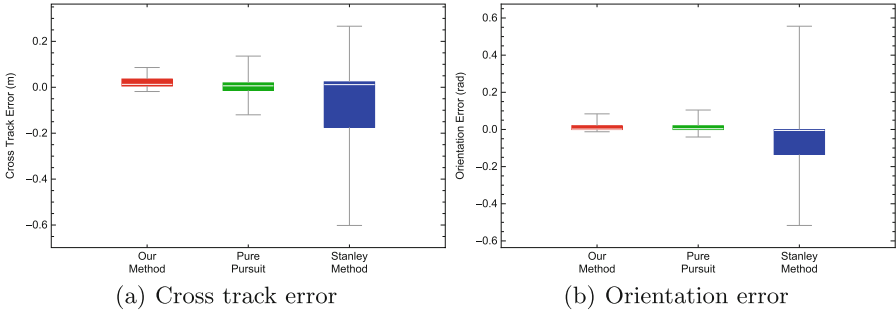 0.2
0.0
−0.2
−0.4
−0.6
Cross Track Error (m)
Our
Method
Pure
Pursuit
Stanley
Method
(a) Cross track error
0.6
0.4
0.2
0.0
−0.2
−0.4
−0.6
Orientation Error (rad)
Our
Method
Pure
Pursuit
Stanley
Method
(b) Orientation error